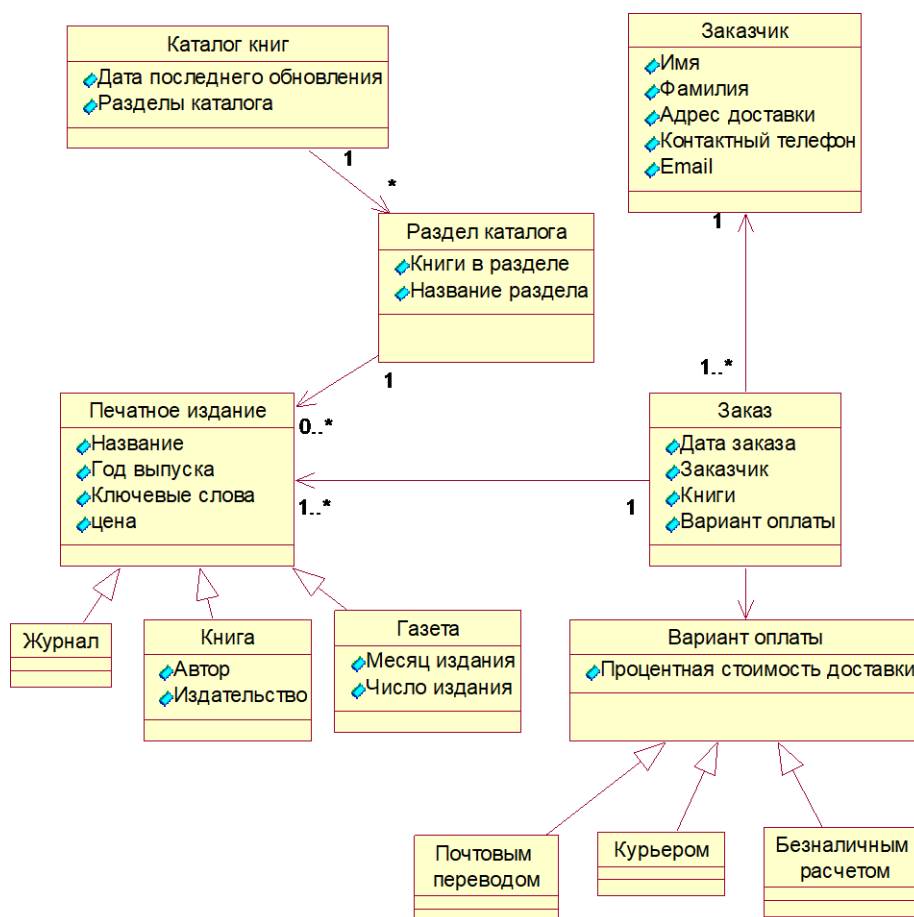 Каталог книг
Дата последнего обновления
Разделы каталога
1
*
Заказчик
Имя
Фамилия
Адрес доставки
Контактный телефон
Email
1
1..*
Раздел каталога
Книги в разделе
Название раздела
1
0..*
Печатное издание
Название
Год выпуска
Ключевые слова
цена
1..*
1
Заказ
Дата заказа
Заказчик
Книги
Вариант оплаты
Журнал
Книга
Автор
Издательство
Газета
Месяц издания
Число издания
Вариант оплаты
Процентная стоимость доставки
Почтовым
переводом
Курьером
Безналичным
расчетом